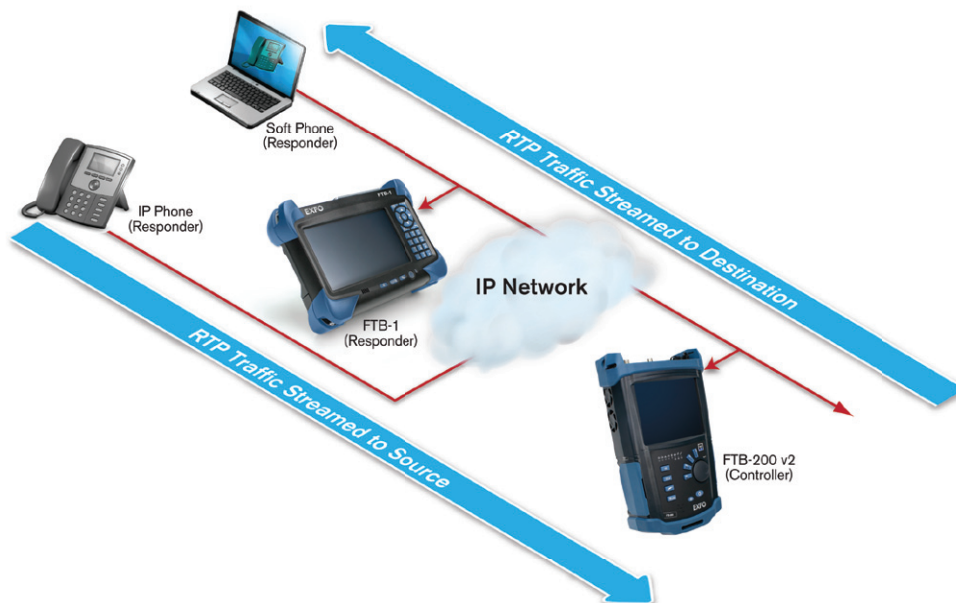 Soft Phone
(Responder)
RTP Traffic Streamed to Destination
IP Phone
(Responder)
EXFO
FTB-1
IP Network
FTB-1
(Responder)
RTP Traffic Streamed to Source
FTB-200 v2
(Controller)
EXFO